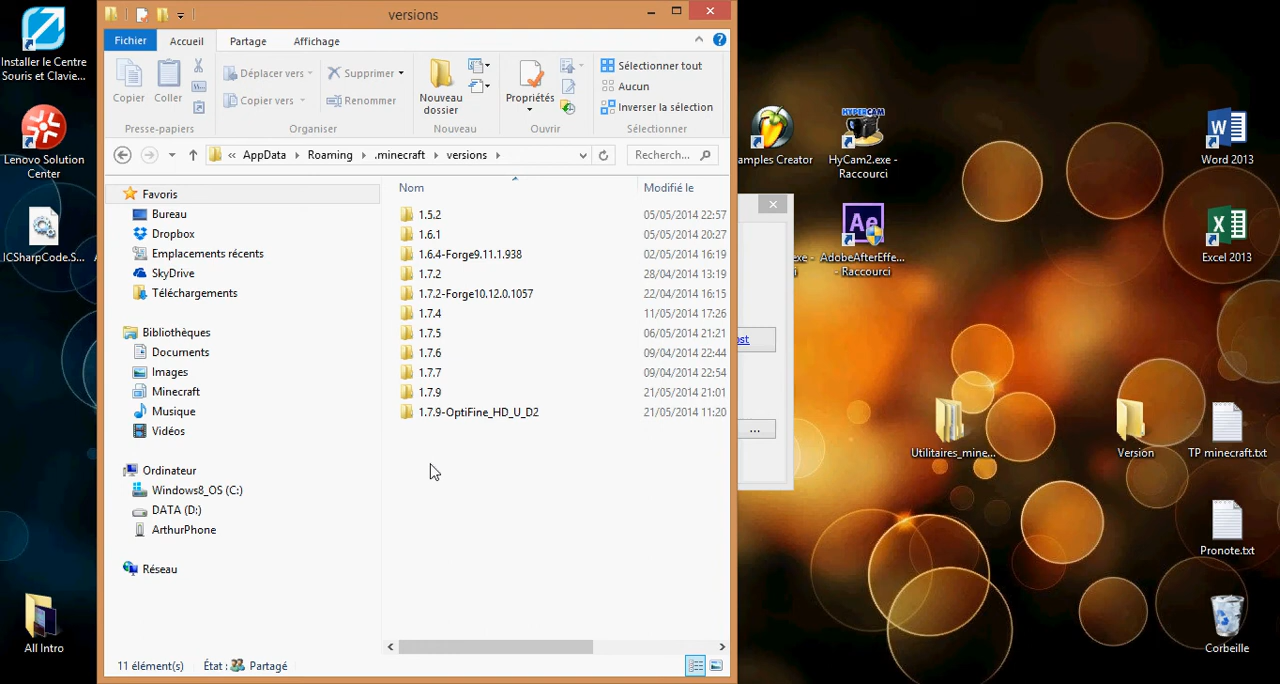 versions
Fichier
Accueil
Partage
Affichage
Copier
Coller
Déplacer vers
Copier vers
Supprimer
Renommer
Nouveau
dossier
Propriétés
Sélectionner tout
Aucun
Inverser la sélection
Presse-papiers
Organiser
Nouveau
Ouvrir
Sélectionner
« AppData
Roaming
.minecraft
versions
Recherc...
Nom
Modifié le
Favoris
Bureau
Dropbox
Emplacements récents
SkyDrive
Téléchargements
Bibliothèques
Documents
Images
Minecraft
Musique
Vidéos
Ordinateur
Windows8_OS (C:)
DATA (D:)
ArthurPhone
Réseau
1.5.2 05/05/2014 22:57
1.6.1 05/05/2014 20:27
1.6.4-Forge9.11.1.938 02/05/2014 16:19
1.7.2 28/04/2014 13:19
1.7.2-Forge10.12.0.1057 22/04/2014 16:15
1.7.4 11/05/2014 17:26
1.7.5 06/05/2014 21:21
1.7.6 09/04/2014 22:44
1.7.7 09/04/2014 22:54
1.7.9 21/05/2014 21:01
1.7.9-OptiFine_HD_U_D2 21/05/2014 11:20
11 élément(s)
État :
Partagé
Installer le Centre
Souris et Clavie...
Lenovo Solution
Center
ICSharpCode.S...
All Intro
amples Creator
HYPERCAM
HyCam2.exe -
Raccourci
Ae
AdobeAfterEffe...
- Raccourci
ost
...
Word 2013
Excel 2013
Utilitaires_mine...
Version
TP minecraft.txt
Pronote.txt
Corbeille